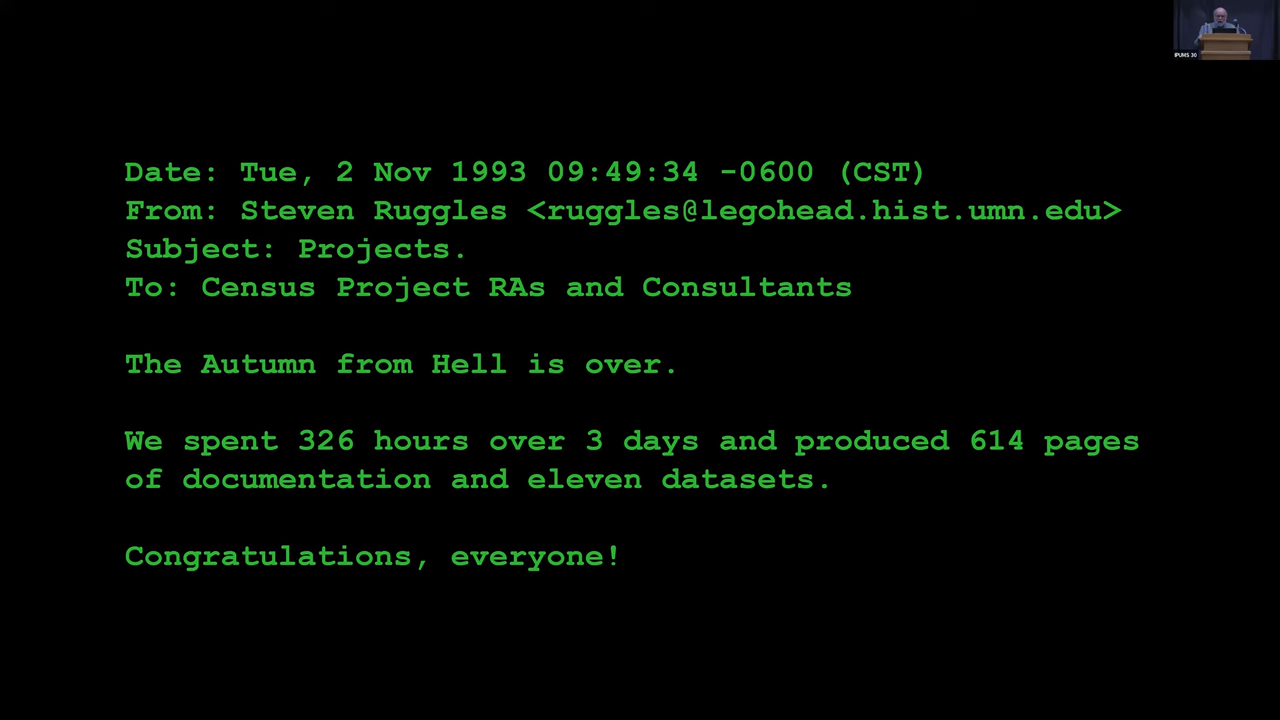 IPUMS 30
Date: Tue, 2 Nov 1993 09:49:34 -0600 (CST)
From: Steven Ruggles <ruggles@legohead.hist.umn.edu>
Subject: Projects.
To: Census Project RAs and Consultants
The Autumn from Hell is over.
We spent 326 hours over 3 days and produced 614 pages
of documentation and eleven datasets.
Congratulations, everyone!